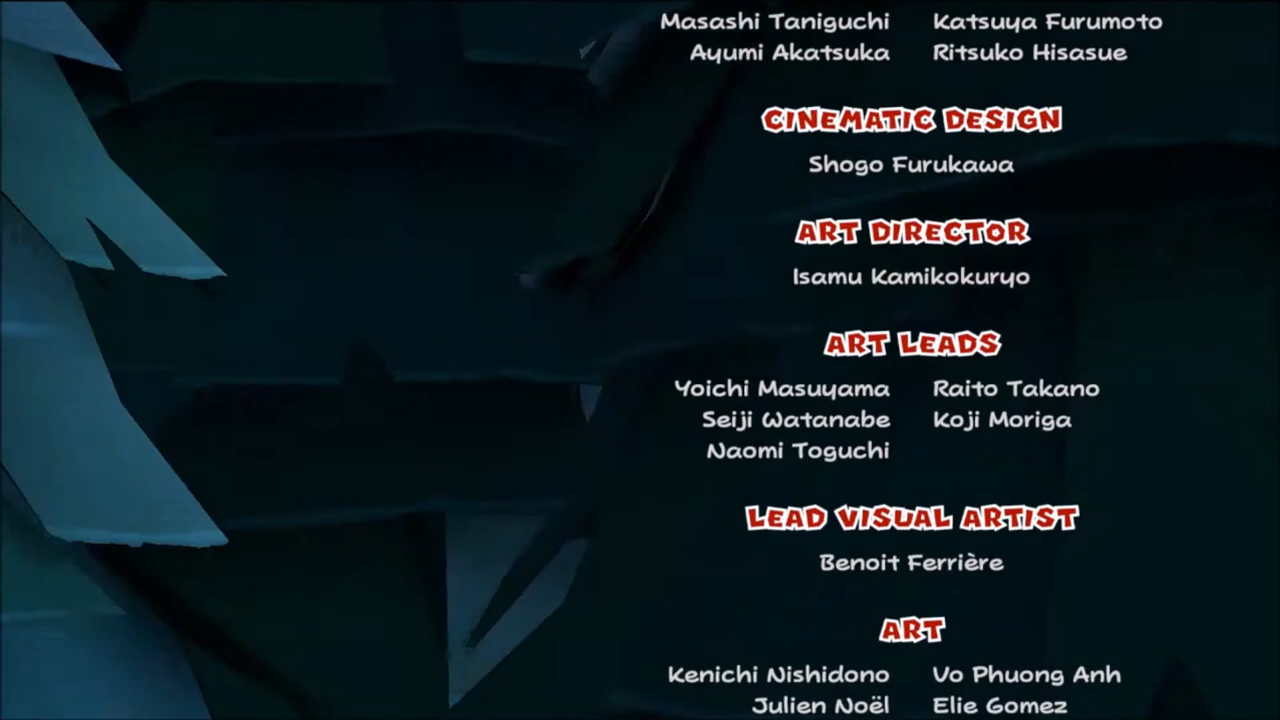 Masashi Taniguchi Katsuya Furumoto
Ayumi Akatsuka Ritsuko Hisasue
CINEMATIC DESIGN
Shogo Furukawa
ART DIRECTOR
Isamu Kamikokuryo
ART LEADS
Yoichi Masuyama Raito Takano
Seiji Watanabe Koji Moriga
Naomi Toguchi
LEAD VISUAL ARTIST
Benoit Ferrière
ART
Kenichi Nishidono Vo Phuong Anh
Julien Noël Elie Gomez